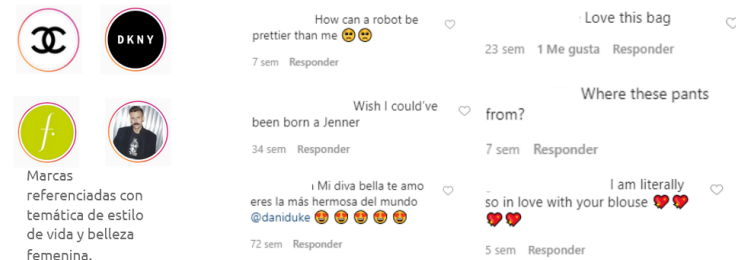 DKNY
f.
Marcas
referenciadas con
temática de estilo
de vida y belleza
femenina.
How can a robot be
prettier than me 🥺🥺
7 sem Responder
Wish I could've
been born a Jenner
34 sem Responder
Mi diva bella te amo
eres la más hermosa del mundo
@daniduke 😍 😍 😍 😍 😍
72 sem Responder
Love this bag
23 sem 1 Me gusta Responder
Where these pants
from?
7 sem Responder
I am literally
so in love with your blouse 💘 💘
💘 💘
5 sem Responder